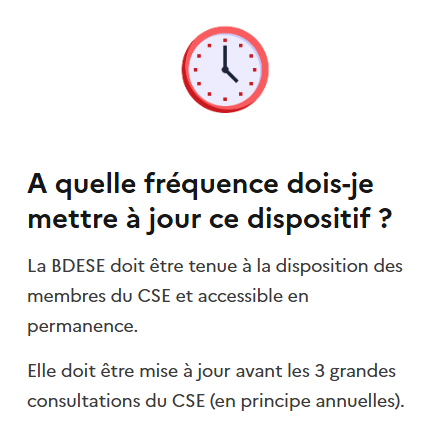 A quelle fréquence dois-je
mettre à jour ce dispositif ?
La BDESE doit être tenue à la disposition des
membres du CSE et accessible en
permanence.
Elle doit être mise à jour avant les 3 grandes
consultations du CSE (en principe annuelles).